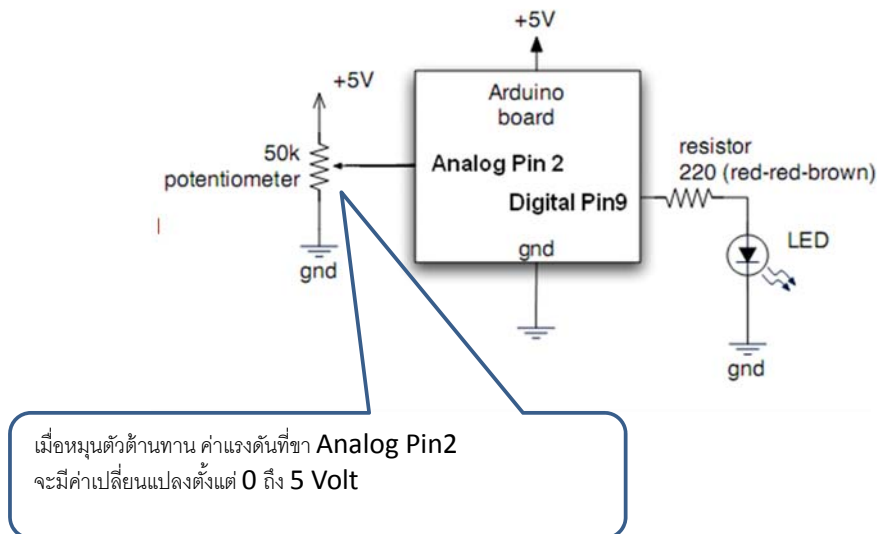 +5V
+5V
Arduino
board
50k
potentiometer
Analog Pin 2
Digital Pin9
resistor
220 (red-red-brown)
LED
gnd
gnd
gnd
เมื่อหมุนตัวต้านทาน ค่าแรงดันที่ขา Analog Pin2
จะมีค่าเปลี่ยนแปลงตั้งแต่ 0 ถึง 5 Volt